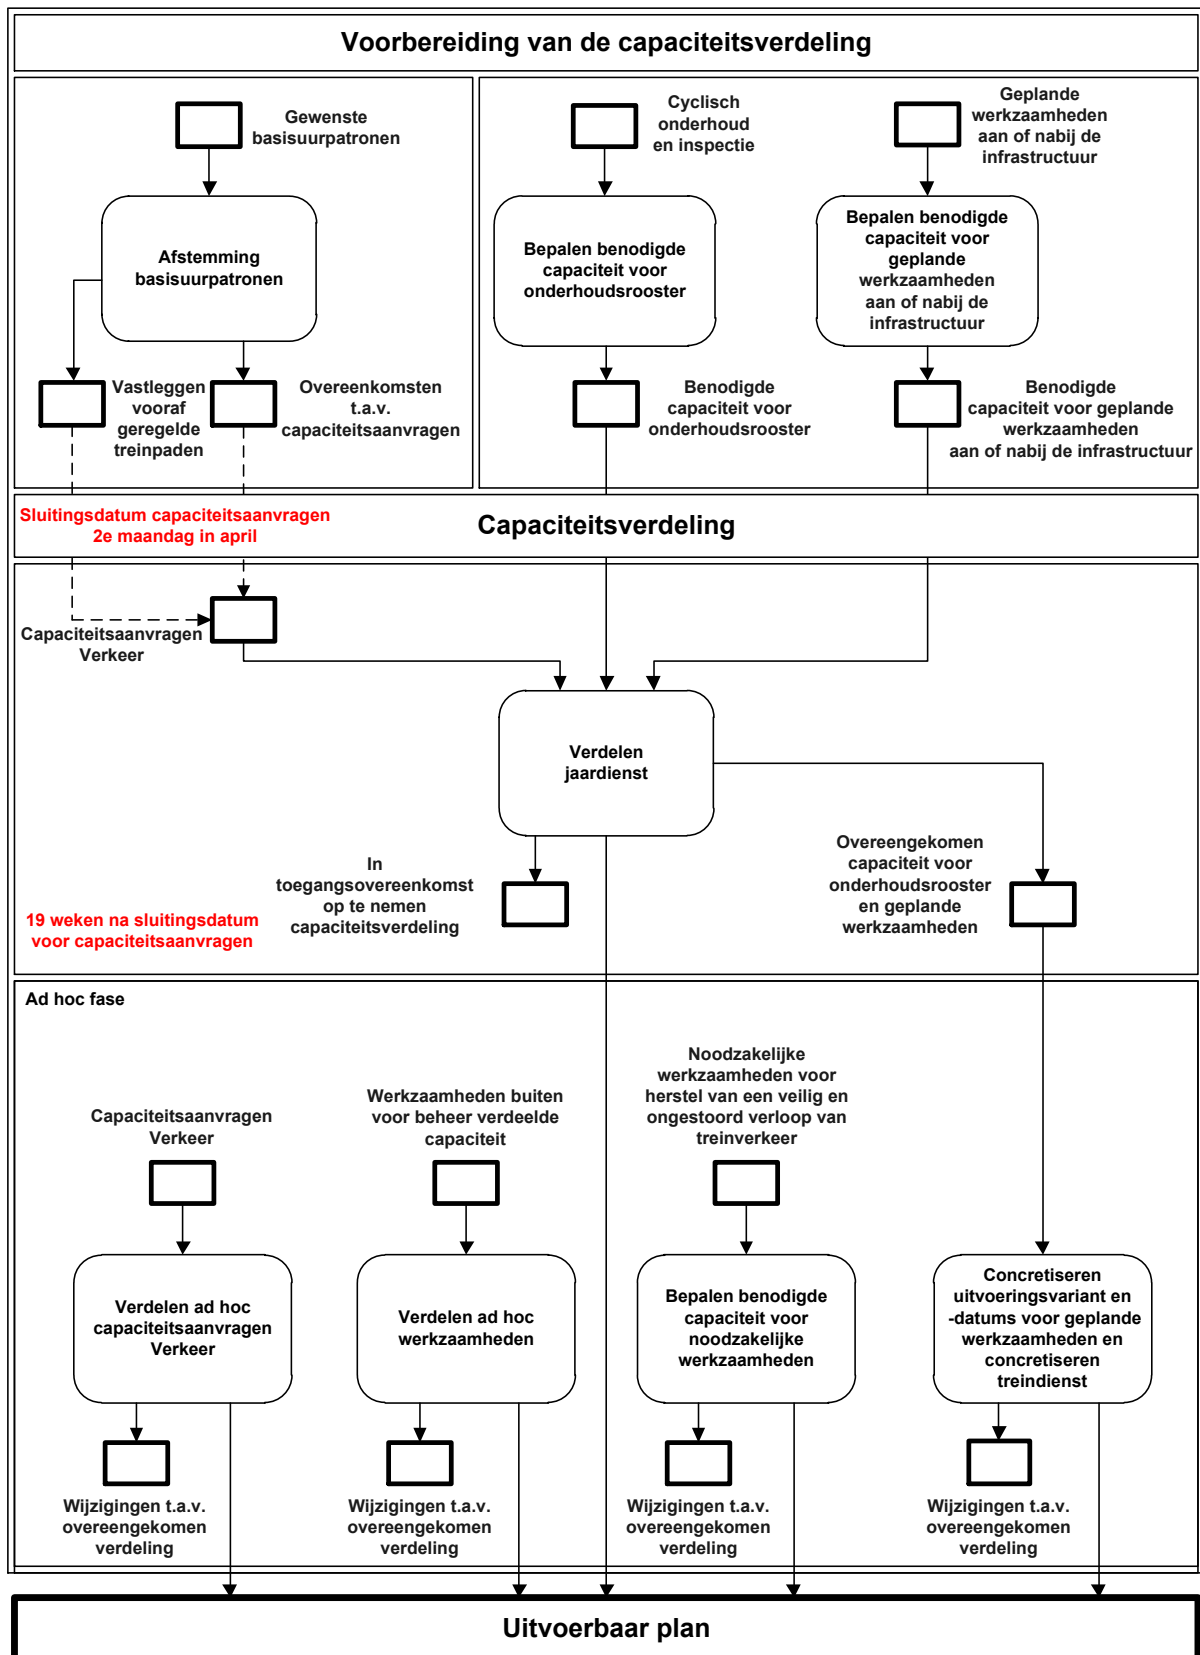 Voorbereiding van de capaciteitsverdeling
Gewenste
basisuurpatronen
Afstemming
basisuurpatronen
Vastleggen
vooraf
geregelde
treinpaden
Overeenkomsten
t.a.v.
capaciteitsaanvragen
Cyclisch
onderhoud
en inspectie
Bepalen benodigde
capaciteit voor
onderhoudsrooster
Benodigde
capaciteit voor
onderhoudsrooster
Geplande
werkzaamheden
aan of nabij de
infrastructuur
Bepalen benodigde
capaciteit voor
geplande
werkzaamheden
aan of nabij de
infrastructuur
Benodigde
capaciteit voor geplande
werkzaamheden
aan of nabij de infrastructuur
Sluitingsdatum capaciteitsaanvragen
2e maandag in april
Capaciteitsverdeling
Capaciteitsaanvragen
Verkeer
Verdelen
jaardienst
In
toegangsovereenkomst
op te nemen
capaciteitsverdeling
Overeengekomen
capaciteit voor
onderhoudsrooster
en geplande
werkzaamheden
19 weken na sluitingsdatum
voor capaciteitsaanvragen
Ad hoc fase
Capaciteitsaanvragen
Verkeer
Werkzaamheden buiten
voor beheer verdeelde
capaciteit
Noodzakelijke
werkzaamheden voor
herstel van een veilig en
ongestoord verloop van
treinverkeer
Verdelen ad hoc
capaciteitsaanvragen
Verkeer
Verdelen ad hoc
werkzaamheden
Bepalen benodigde
capaciteit voor
noodzakelijke
werkzaamheden
Concretiseren
uitvoeringsvariant en
-datums voor geplande
werkzaamheden en
concretiseren
treindienst
Wijzigingen t.a.v.
overeengekomen
verdeling
Wijzigingen t.a.v.
overeengekomen
verdeling
Wijzigingen t.a.v.
overeengekomen
verdeling
Wijzigingen t.a.v.
overeengekomen
verdeling
Uitvoerbaar plan